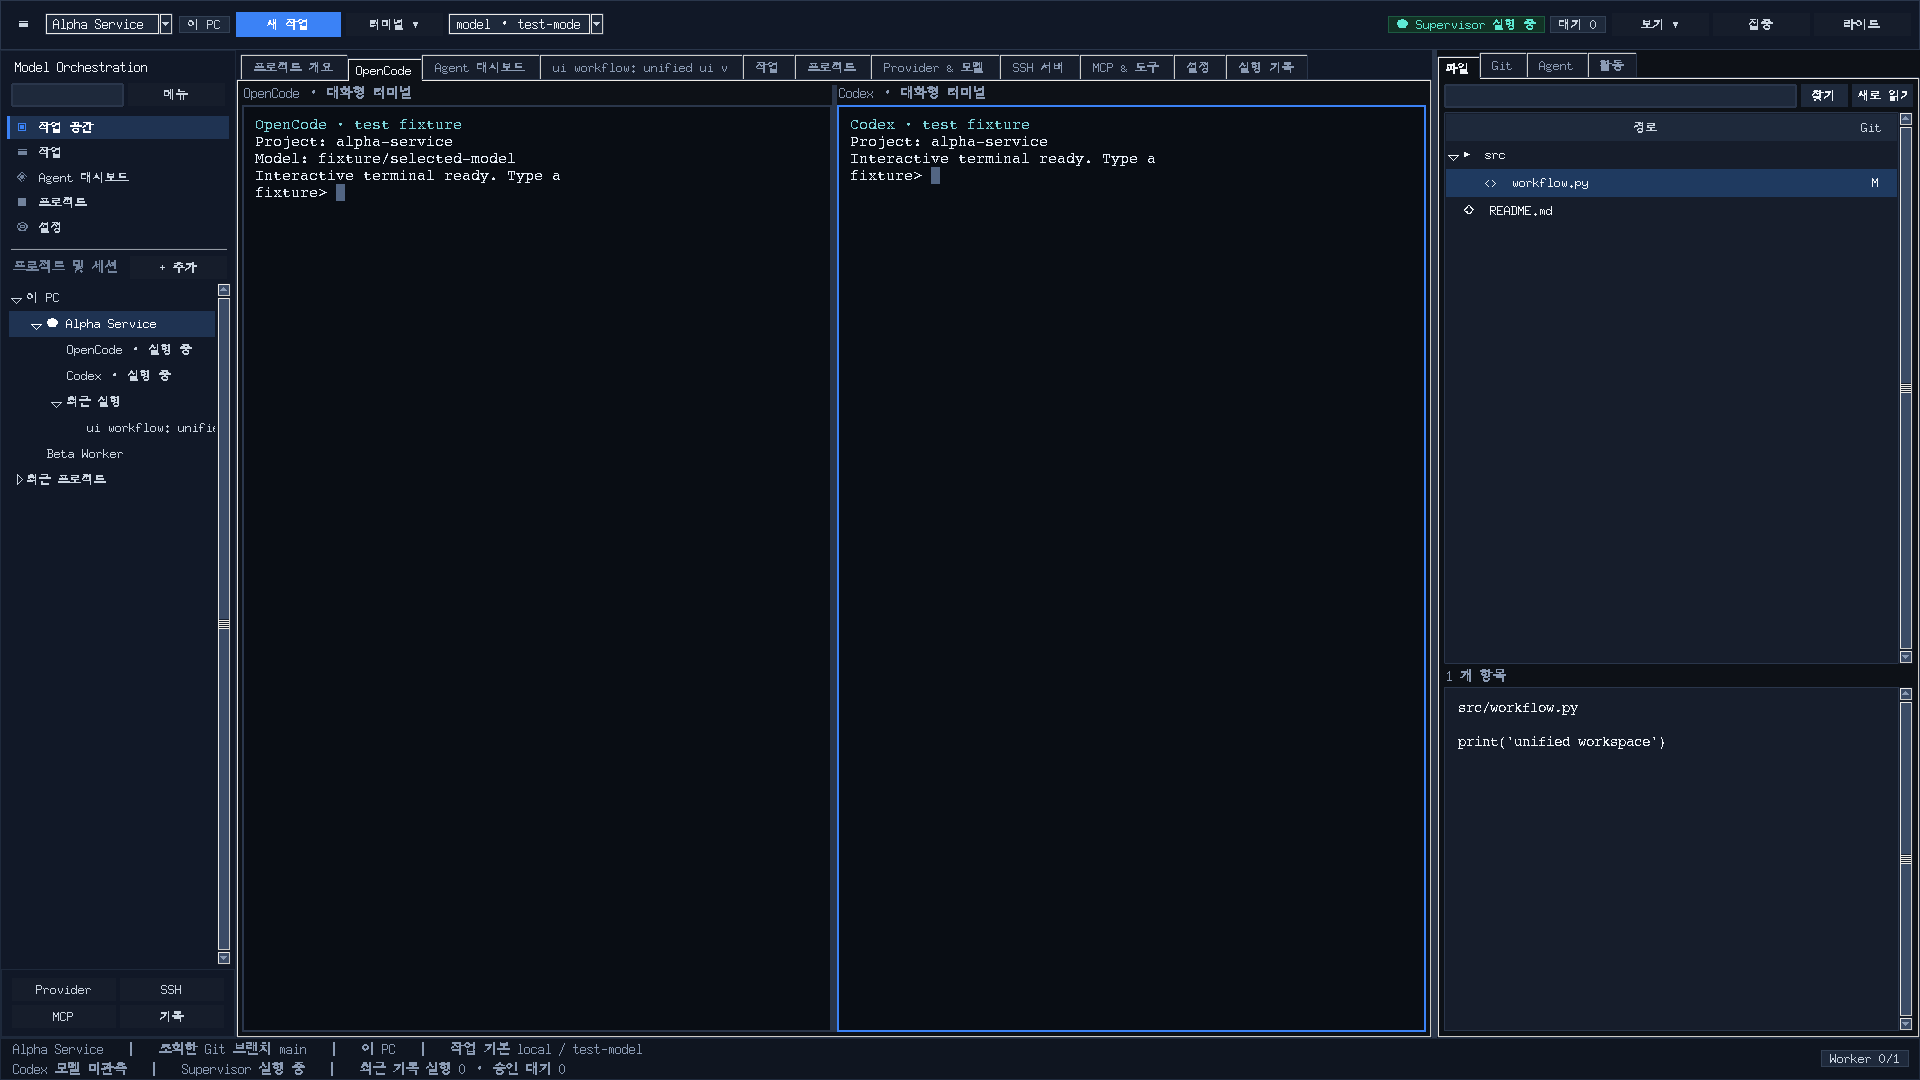 Alpha Service 이 PC 새 작업 터미널 ▾ model • test-mode Supervisor 실행 중 대기 0 보기 ▾ 집중 라이트
Model Orchestration
메뉴
작업 공간
작업
Agent 대시보드
프로젝트
설정
프로젝트 및 세션 + 추가
이 PC
Alpha Service
OpenCode • 실행 중
Codex • 실행 중
최근 실행
ui workflow: unifie
Beta Worker
최근 프로젝트
Provider SSH
MCP 기록
프로젝트 개요 OpenCode Agent 대시보드 ui workflow: unified ui v 작업 프로젝트 Provider & 모델 SSH 서버 MCP & 도구 설정 실행 기록
OpenCode • 대화형 터미널
OpenCode · test fixture
Project: alpha-service
Model: fixture/selected-model
Interactive terminal ready. Type a
fixture>
Codex • 대화형 터미널
Codex · test fixture
Project: alpha-service
Interactive terminal ready. Type a
fixture>
파일 Git Agent 활동
찾기 새로 읽기
경로 Git
src
<> workflow.py M
README.md
1 개 항목
src/workflow.py
print('unified workspace')
Alpha Service | 조회한 Git 브랜치 main | 이 PC | 작업 기본 local / test-model
Codex 모델 미관측 | Supervisor 실행 중 | 최근 기록 실행 0 • 승인 대기 0
Worker 0/1